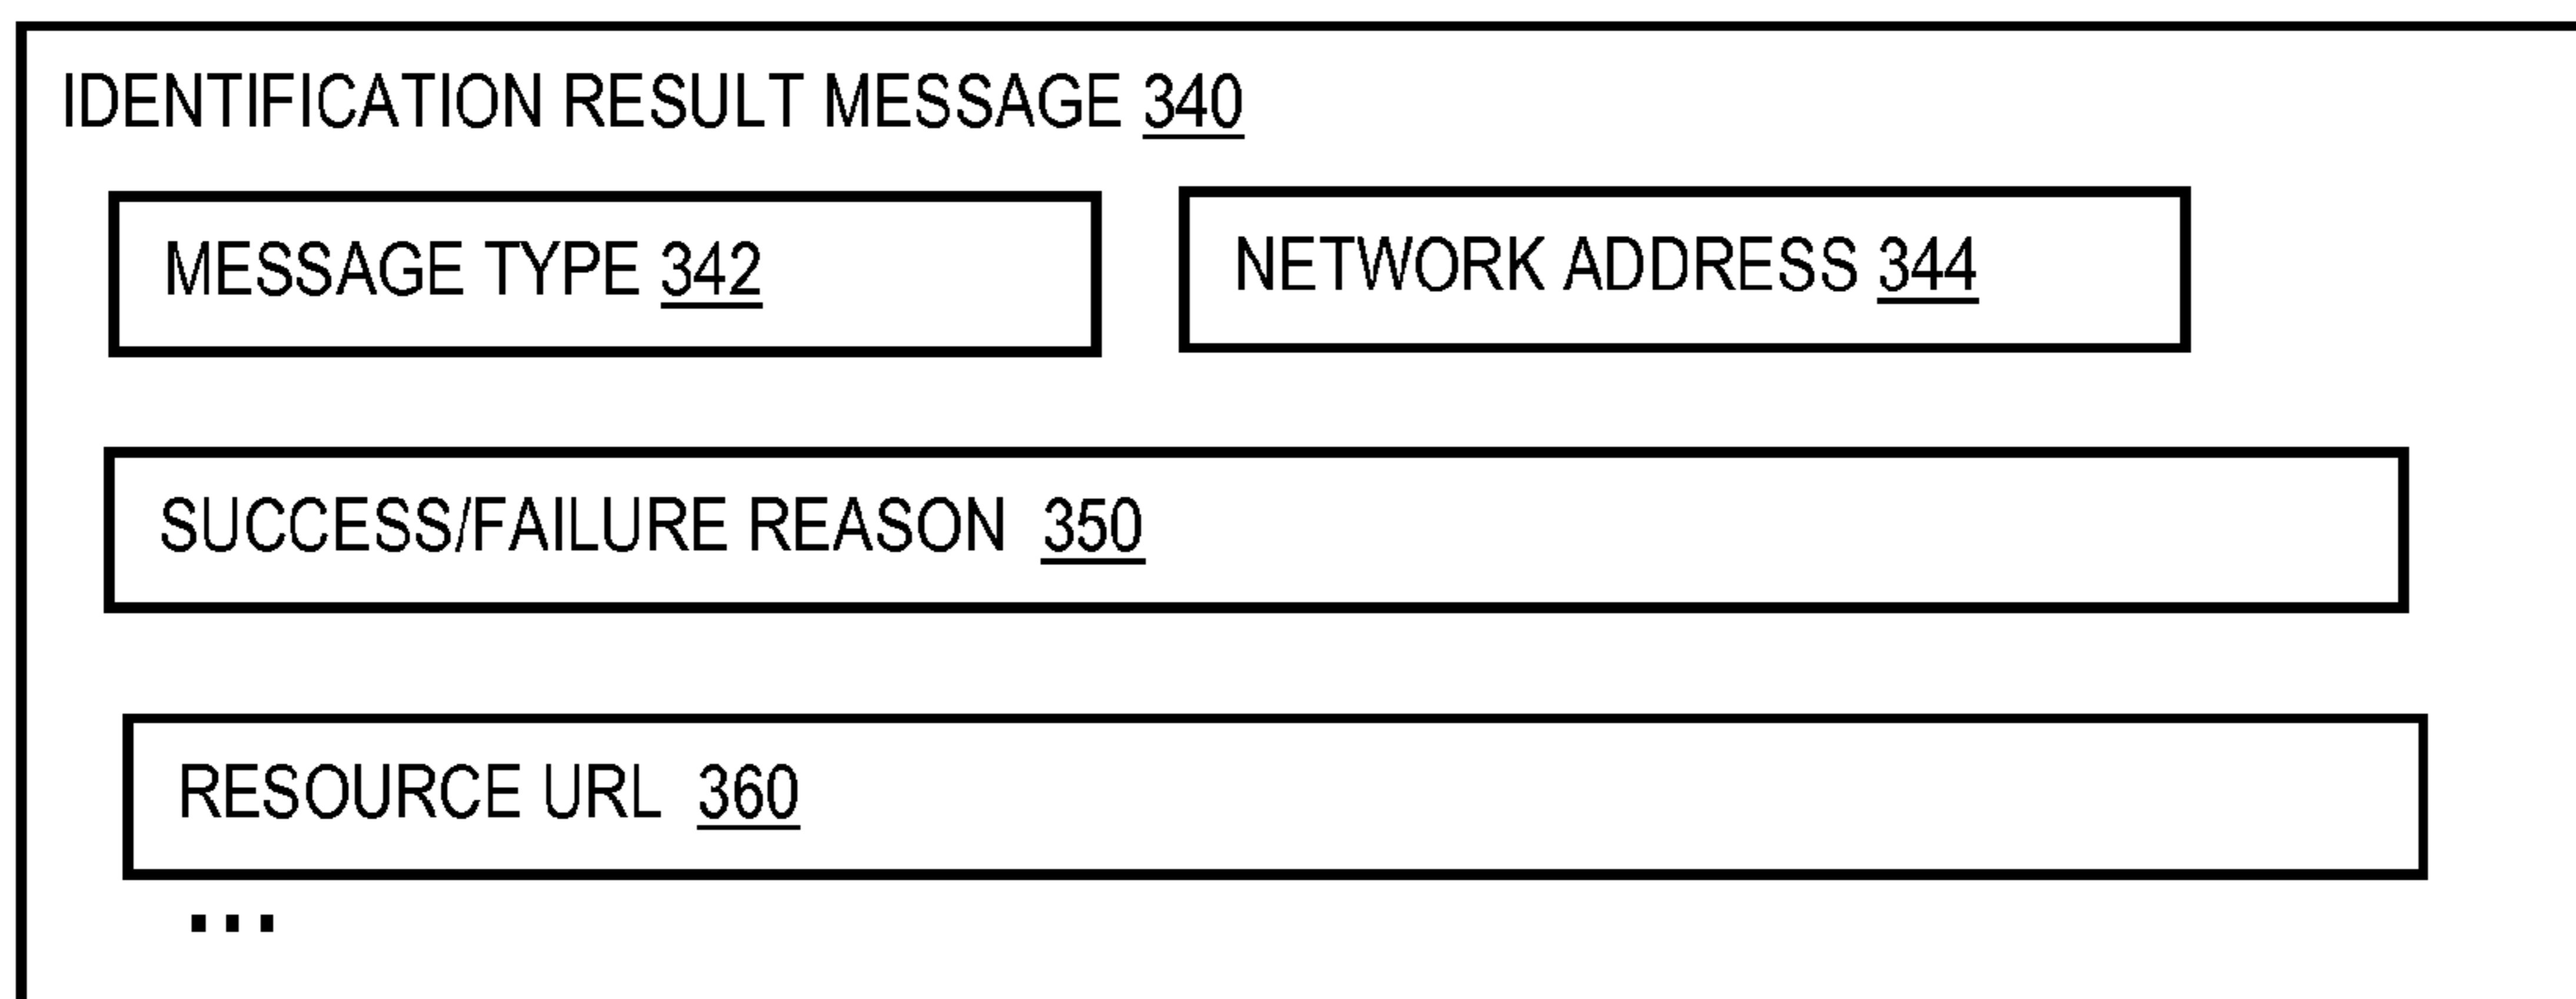 IDENTIFICATION RESULT MESSAGE 340
MESSAGE TYPE 342
NETWORK ADDRESS 344
SUCCESS/FAILURE REASON 350
RESOURCE URL 360
...